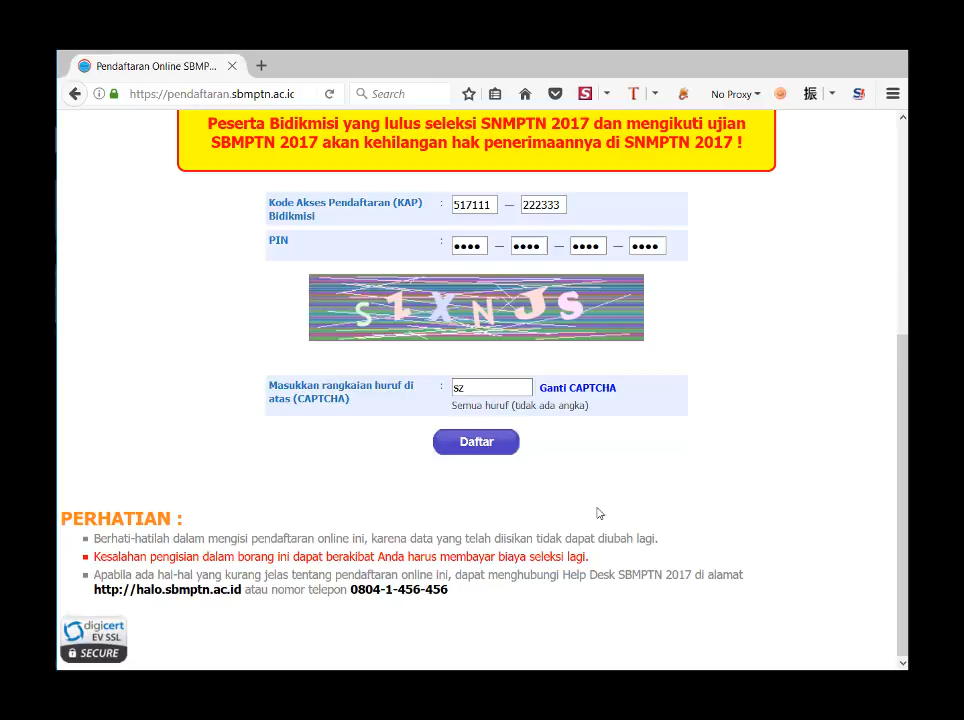 Pendaftaran Online SBMP...
https://pendaftaran.sbmptn.ac.id
Search
No Proxy
Peserta Bidikmisi yang lulus seleksi SNMPTN 2017 dan mengikuti ujian
SBMPTN 2017 akan kehilangan hak penerimaannya di SNMPTN 2017 !
Kode Akses Pendaftaran (KAP) : 517111 — 222333
Bidikmisi
PIN : •••• — •••• — •••• — ••••
Masukkan rangkaian huruf di : sz Ganti CAPTCHA
atas (CAPTCHA) Semua huruf (tidak ada angka)
Daftar
PERHATIAN :
Berhati-hatilah dalam mengisi pendaftaran online ini, karena data yang telah diisikan tidak dapat diubah lagi.
Kesalahan pengisian dalam borang ini dapat berakibat Anda harus membayar biaya seleksi lagi.
Apabila ada hal-hal yang kurang jelas tentang pendaftaran online ini, dapat menghubungi Help Desk SBMPTN 2017 di alamat
http://halo.sbmptn.ac.id atau nomor telepon 0804-1-456-456
digicert
EV SSL
SECURE